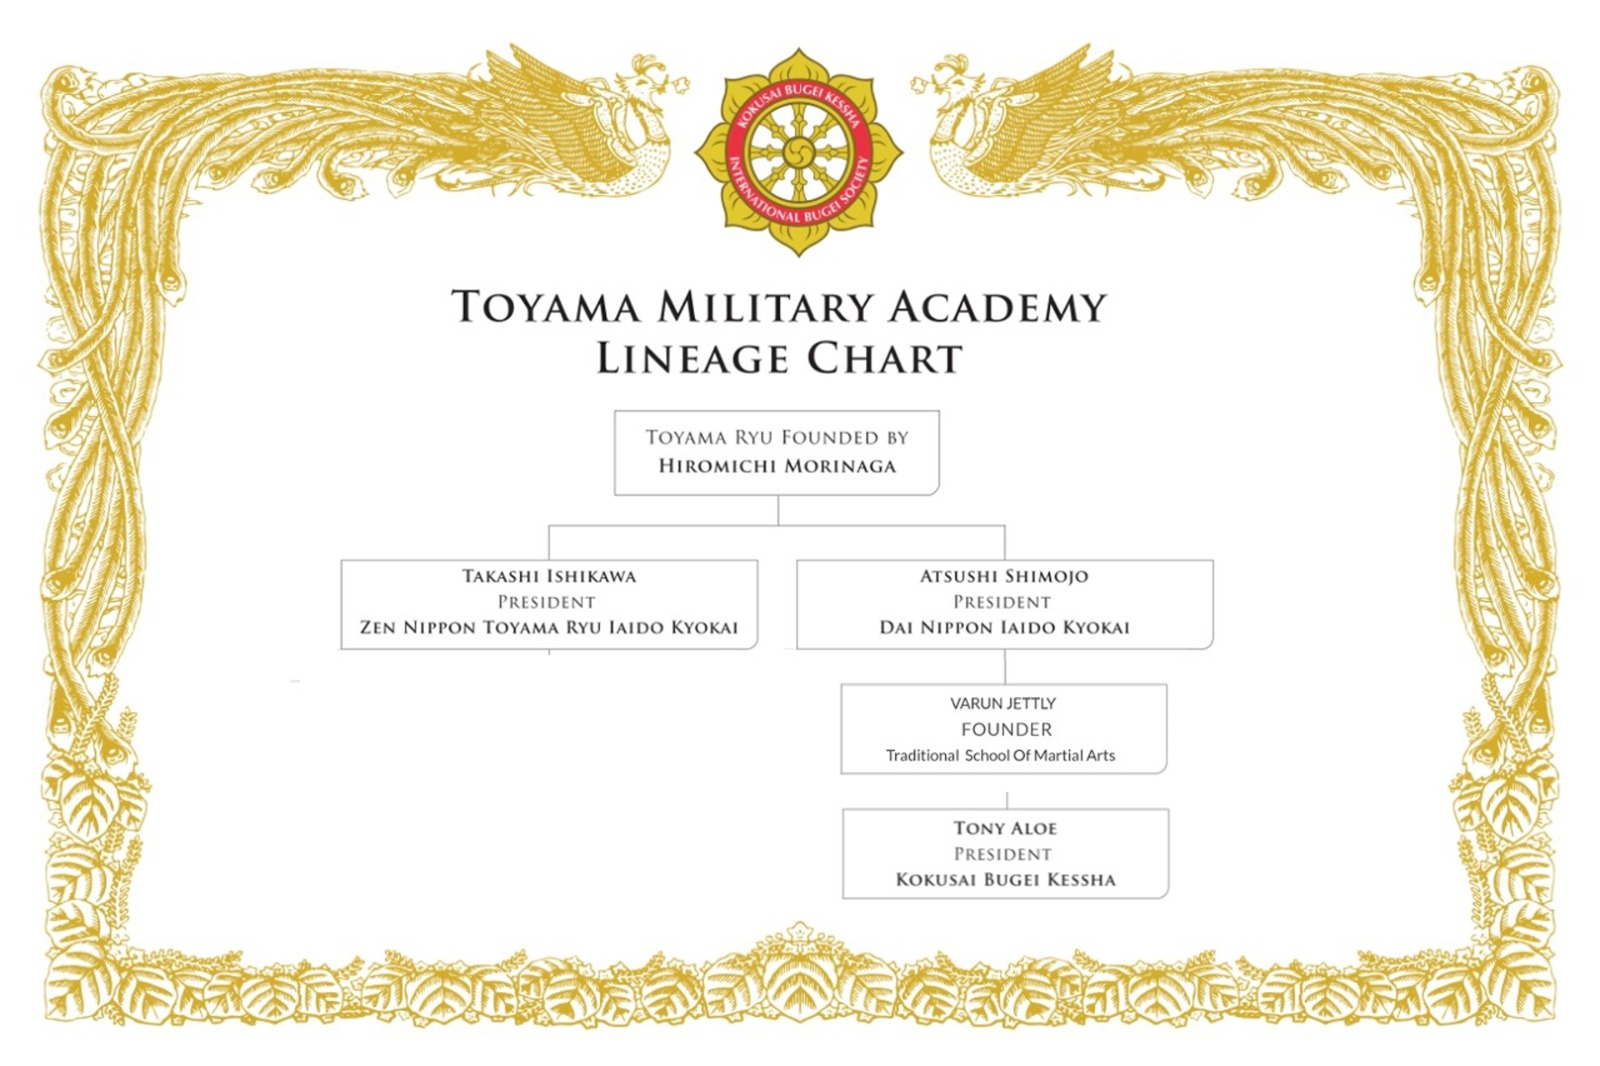 KOKUSAI BUGEI KESSHA
INTERNATIONAL BUGEI SOCIETY
TOYAMA MILITARY ACADEMY
LINEAGE CHART
TOYAMA RYU FOUNDED BY
HIROMICHI MORINAGA
TAKASHI ISHIKAWA
PRESIDENT
ZEN NIPPON TOYAMA RYU IAIDO KYOKAI
ATSUSHI SHIMOJO
PRESIDENT
DAI NIPPON IAIDO KYOKAI
VARUN JETTLY
FOUNDER
Traditional School Of Martial Arts
TONY ALOE
PRESIDENT
KOKUSAI BUGEI KESSHA